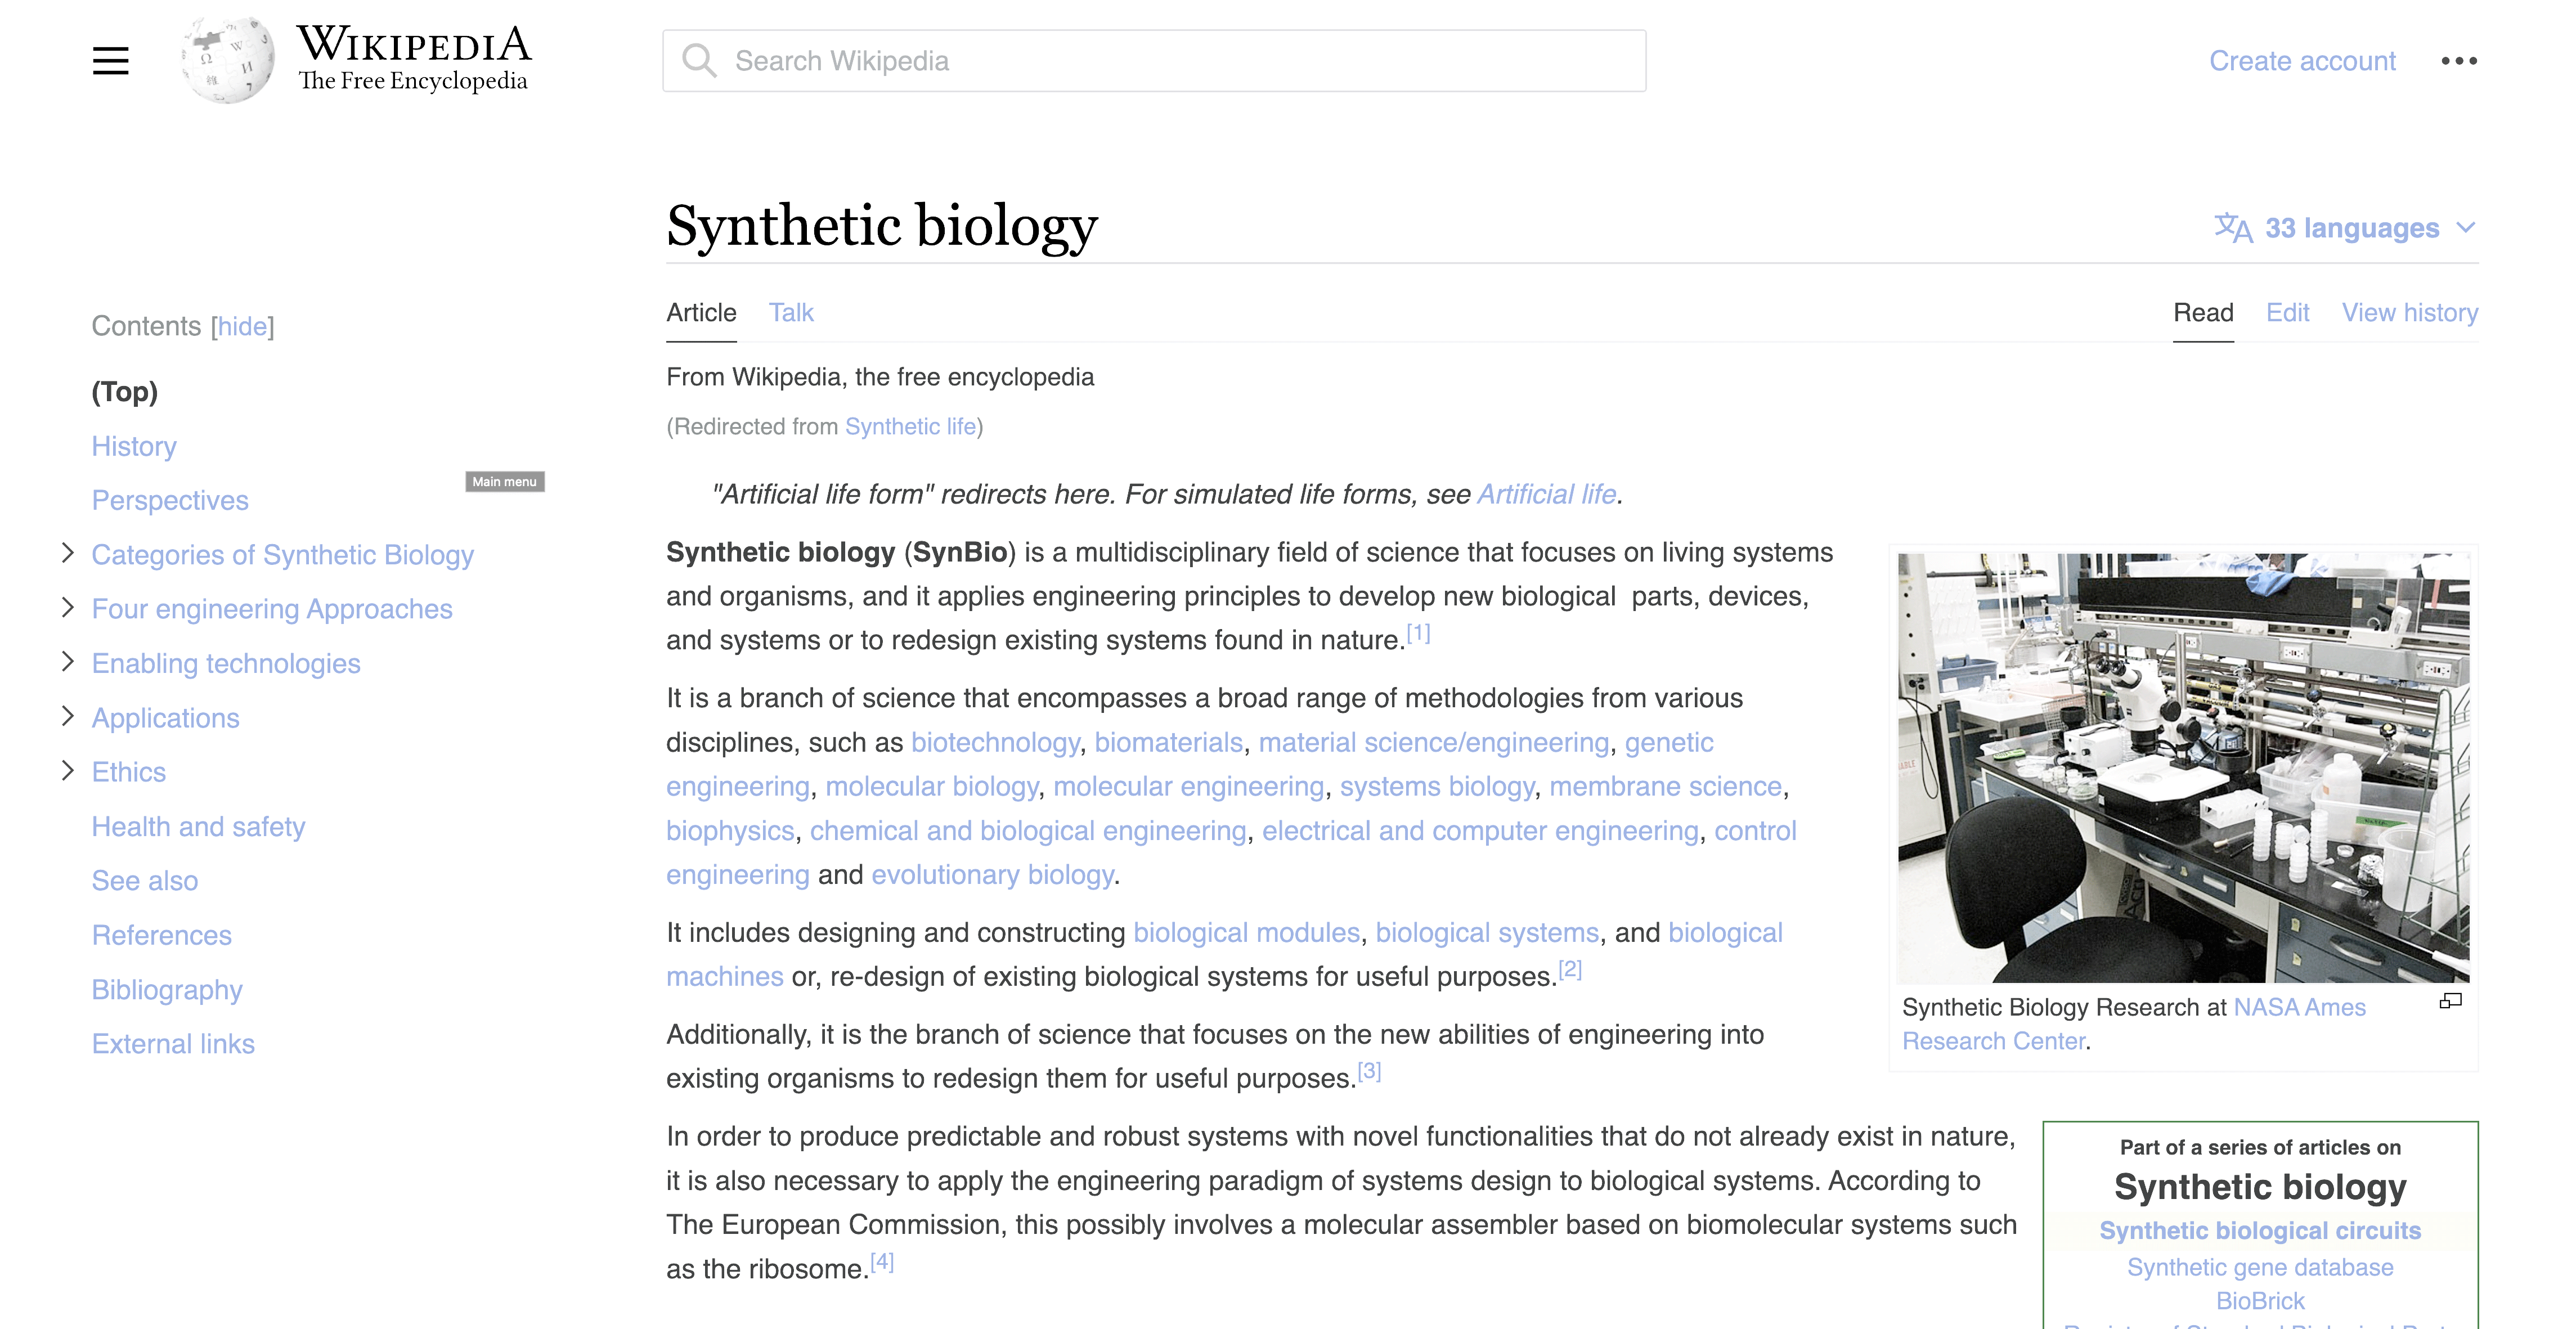 WIKIPEDIA
The Free Encyclopedia
Search Wikipedia
Create account
Synthetic biology
33 languages
Contents [hide]
(Top)
History
Main menu
Perspectives
Categories of Synthetic Biology
Four engineering Approaches
Enabling technologies
Applications
Ethics
Health and safety
See also
References
Bibliography
External links
Article Talk
Read Edit View history
From Wikipedia, the free encyclopedia
(Redirected from Synthetic life)
"Artificial life form" redirects here. For simulated life forms, see Artificial life.
Synthetic biology (SynBio) is a multidisciplinary field of science that focuses on living systems
and organisms, and it applies engineering principles to develop new biological parts, devices,
and systems or to redesign existing systems found in nature.[1]
It is a branch of science that encompasses a broad range of methodologies from various
disciplines, such as biotechnology, biomaterials, material science/engineering, genetic
engineering, molecular biology, molecular engineering, systems biology, membrane science,
biophysics, chemical and biological engineering, electrical and computer engineering, control
engineering and evolutionary biology.
It includes designing and constructing biological modules, biological systems, and biological
machines or, re-design of existing biological systems for useful purposes.[2]
Additionally, it is the branch of science that focuses on the new abilities of engineering into
existing organisms to redesign them for useful purposes.[3]
In order to produce predictable and robust systems with novel functionalities that do not already exist in nature,
it is also necessary to apply the engineering paradigm of systems design to biological systems. According to
The European Commission, this possibly involves a molecular assembler based on biomolecular systems such
as the ribosome.[4]
Synthetic Biology Research at NASA Ames
Research Center.
Part of a series of articles on
Synthetic biology
Synthetic biological circuits
Synthetic gene database
BioBrick